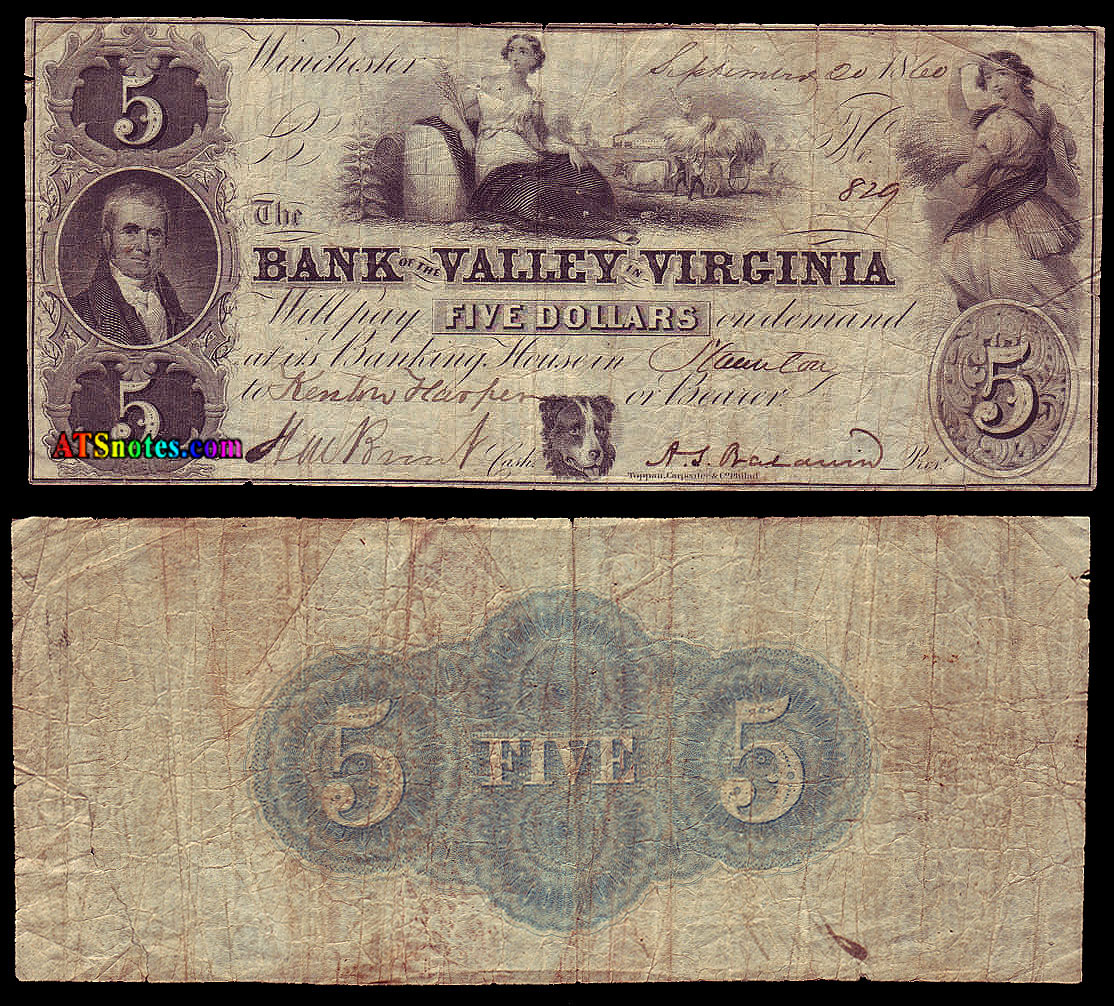 5
Winchester September 20 1860
B No.
829
The
BANK OF THE VALLEY IN VIRGINIA
Will pay FIVE DOLLARS on demand
at its Banking House in Staunton
to Kenton Harper or Bearer
5
5
ATSnotes.com
Cash. A. S. Baldwin Pres.
Toppan, Carpenter & Co. Philad.
5 FIVE 5